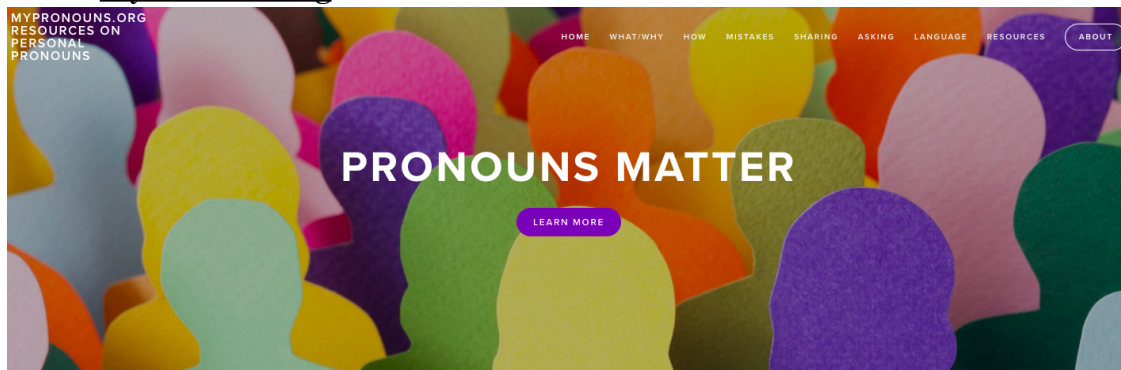 MYPRONOUNS.ORG
RESOURCES ON
PERSONAL
PRONOUNS
HOME WHAT/WHY HOW MISTAKES SHARING ASKING LANGUAGE RESOURCES ABOUT
PRONOUNS MATTER
LEARN MORE